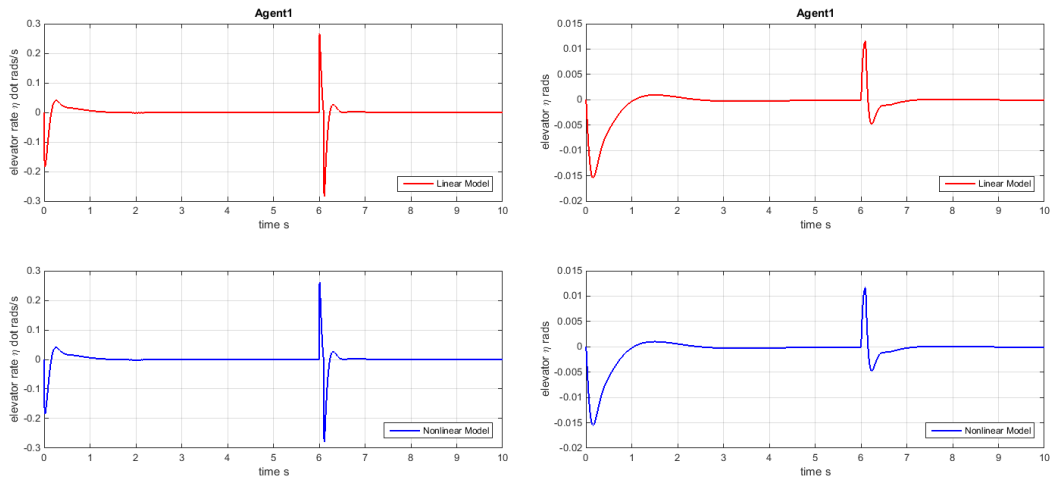 Agent1
0.3
0.2
0.1
0
-0.1
-0.2
-0.3
elevator rate η dot rads/s
Linear Model
0 1 2 3 4 5 6 7 8 9 10
time s
Agent1
0.015
0.01
0.005
0
-0.005
-0.01
-0.015
-0.02
elevator η rads
Linear Model
0 1 2 3 4 5 6 7 8 9 10
time s
0.3
0.2
0.1
0
-0.1
-0.2
-0.3
elevator rate η dot rads/s
Nonlinear Model
0 1 2 3 4 5 6 7 8 9 10
time s
0.015
0.01
0.005
0
-0.005
-0.01
-0.015
-0.02
elevator η rads
Nonlinear Model
0 1 2 3 4 5 6 7 8 9 10
time s